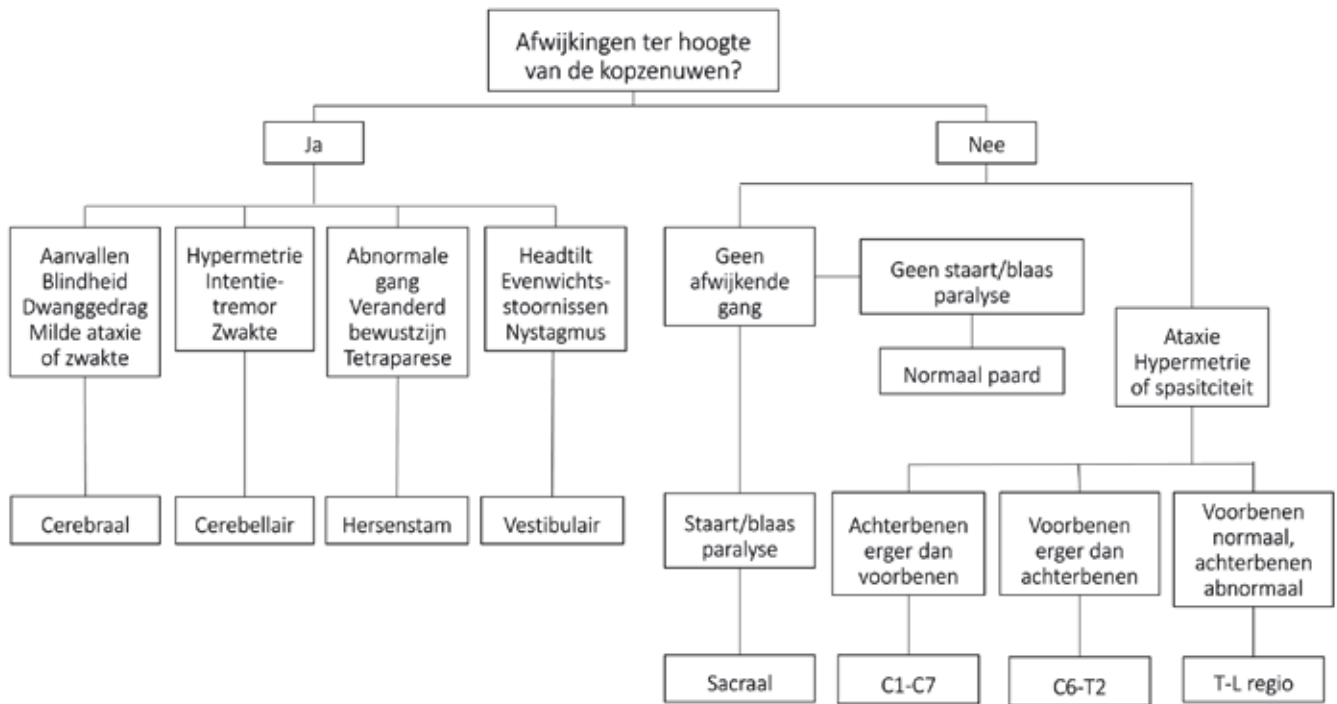 Afwijkingen ter hoogte
van de kopzenuwen?
Ja
Nee
Aanvallen
Blindheid
Dwanggedrag
Milde ataxie
of zwakte
Hypermetrie
Intentie-
tremor
Zwakte
Abnormale
gang
Veranderd
bewustzijn
Tetraparese
Headtilt
Evenwichts-
stoornissen
Nystagmus
Geen
afwijkende
gang
Geen staart/blaas
paralyse
Normaal paard
Ataxie
Hypermetrie
of spasitciteit
Cerebraal
Cerebellair
Hersenstam
Vestibulair
Staart/blaas
paralyse
Achterbenen
erger dan
voorbenen
Voorbenen
erger dan
achterbenen
Voorbenen
normaal,
achterbenen
abnormaal
Sacraal
C1-C7
C6-T2
T-L regio